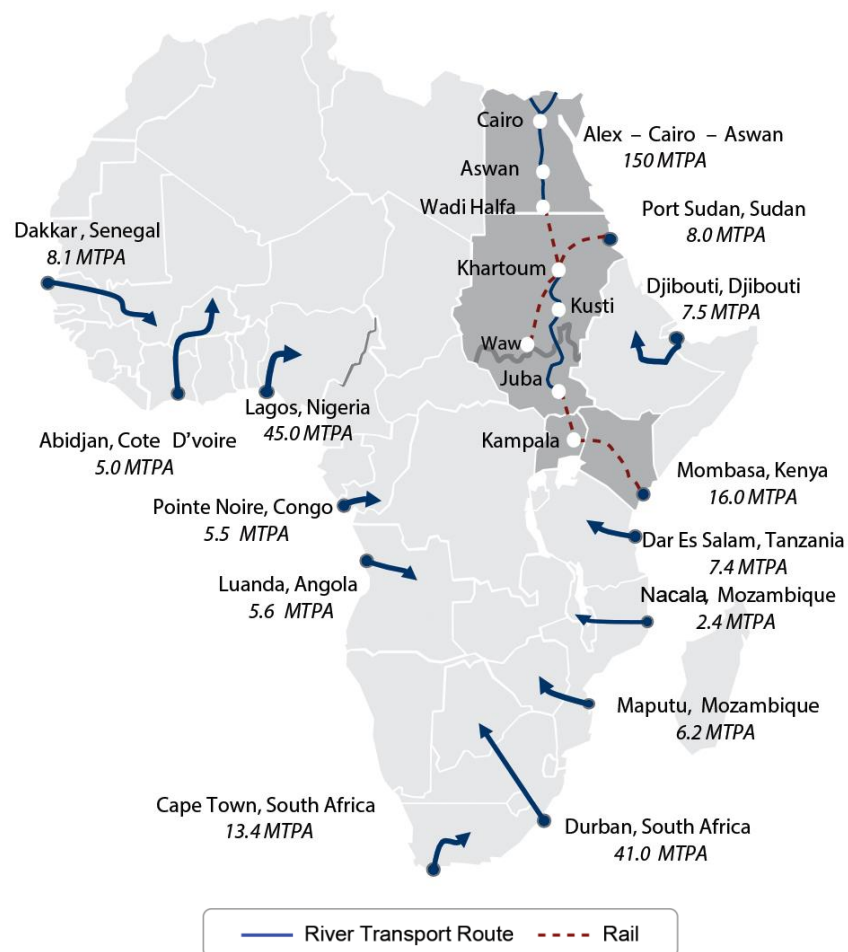 Cairo
Alex – Cairo – Aswan
150 MTPA
Aswan
Wadi Halfa
Port Sudan, Sudan
8.0 MTPA
Dakkar, Senegal
8.1 MTPA
Khartoum
Djibouti, Djibouti
7.5 MTPA
Kusti
Waw
Juba
Lagos, Nigeria
45.0 MTPA
Abidjan, Cote D'voire
5.0 MTPA
Kampala
Mombasa, Kenya
16.0 MTPA
Pointe Noire, Congo
5.5 MTPA
Dar Es Salam, Tanzania
7.4 MTPA
Luanda, Angola
5.6 MTPA
Nacala, Mozambique
2.4 MTPA
Maputu, Mozambique
6.2 MTPA
Cape Town, South Africa
13.4 MTPA
Durban, South Africa
41.0 MTPA
River Transport Route
Rail